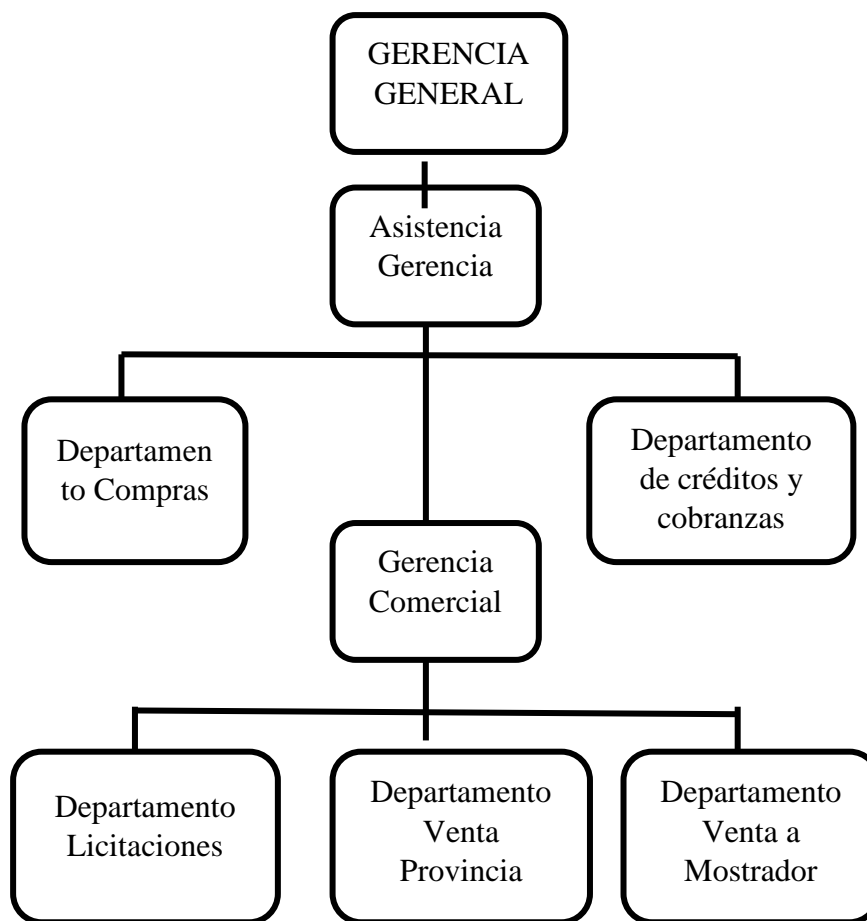 GERENCIA
GENERAL
Asistencia
Gerencia
Departamen
to Compras
Departamento
de créditos y
cobranzas
Gerencia
Comercial
Departamento
Licitaciones
Departamento
Venta
Provincia
Departamento
Venta a
Mostrador